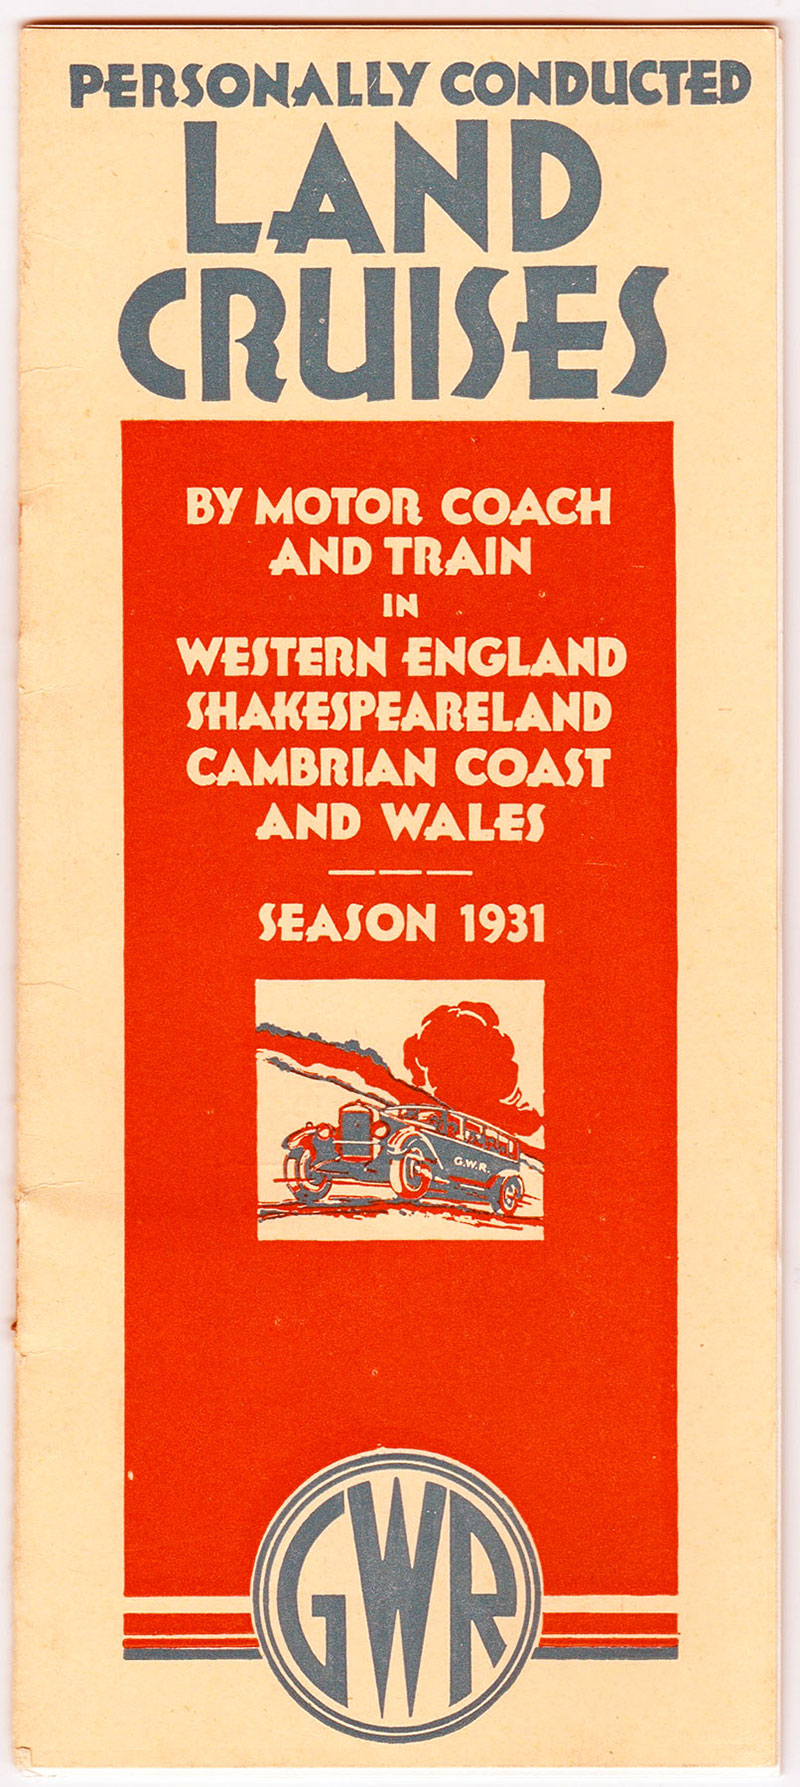 PERSONALLY CONDUCTED
LAND
CRUISES
BY MOTOR COACH
AND TRAIN
IN
WESTERN ENGLAND
SHAKESPEARELAND
CAMBRIAN COAST
AND WALES
SEASON 1931
G.W.R.
GWR